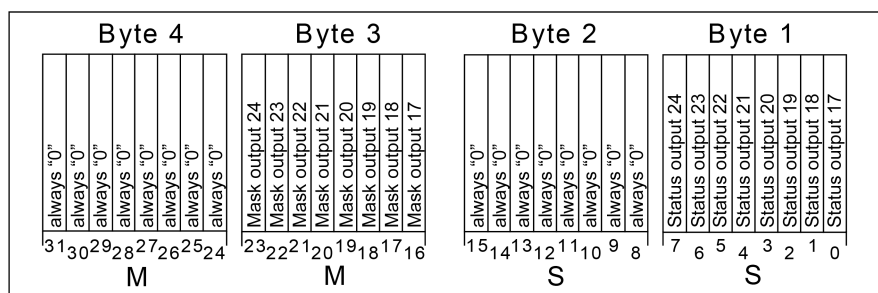 Byte 4 Byte 3 Byte 2 Byte 1
always “0” always “0” always “0” always “0” always “0” always “0” always “0” always “0” Mask output 24 Mask output 23 Mask output 22 Mask output 21 Mask output 20 Mask output 19 Mask output 18 Mask output 17 always “0” always “0” always “0” always “0” always “0” always “0” always “0” always “0” Status output 24 Status output 23 Status output 22 Status output 21 Status output 20 Status output 19 Status output 18 Status output 17
31 30 29 28 27 26 25 24 23 22 21 20 19 18 17 16 15 14 13 12 11 10 9 8 7 6 5 4 3 2 1 0
M M S S